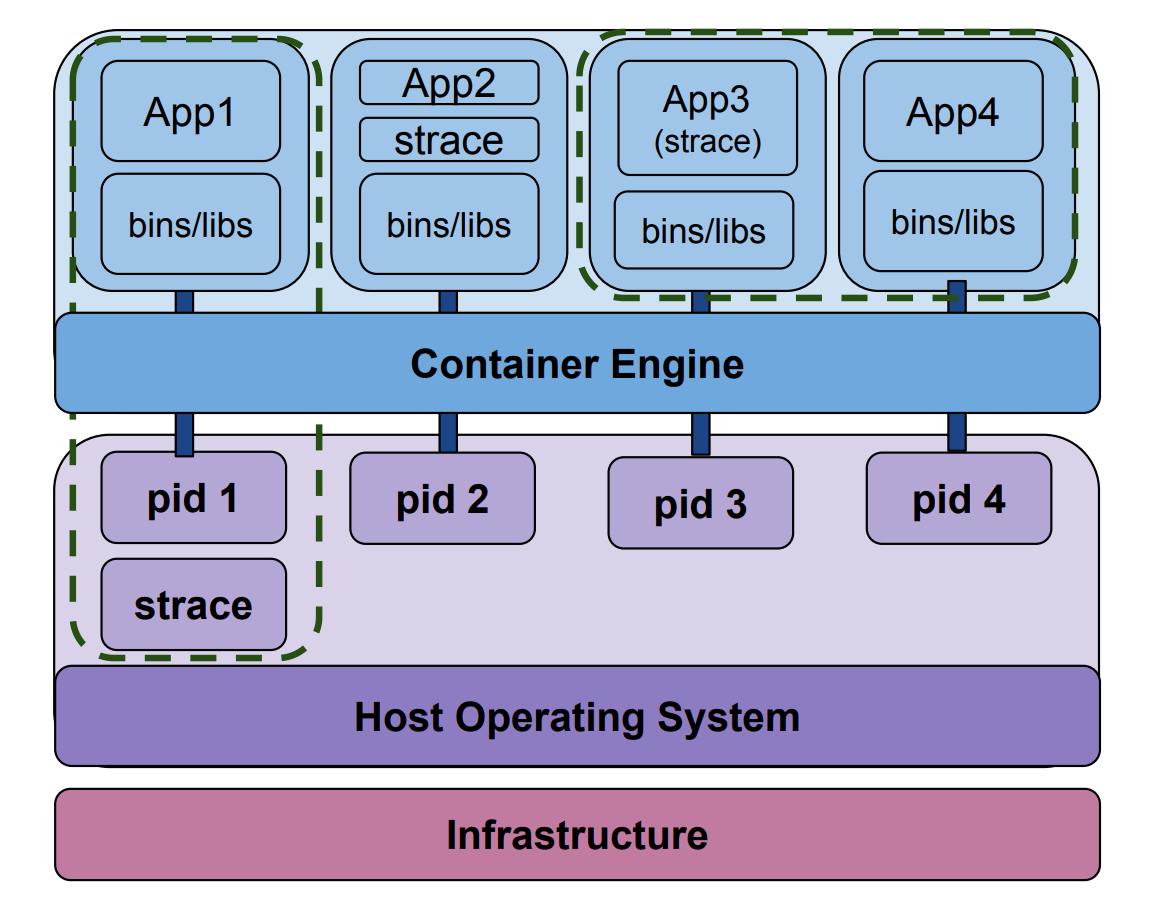 App1
bins/libs
App2
strace
bins/libs
App3
(strace)
bins/libs
App4
bins/libs
Container Engine
pid 1
pid 2
pid 3
pid 4
strace
Host Operating System
Infrastructure